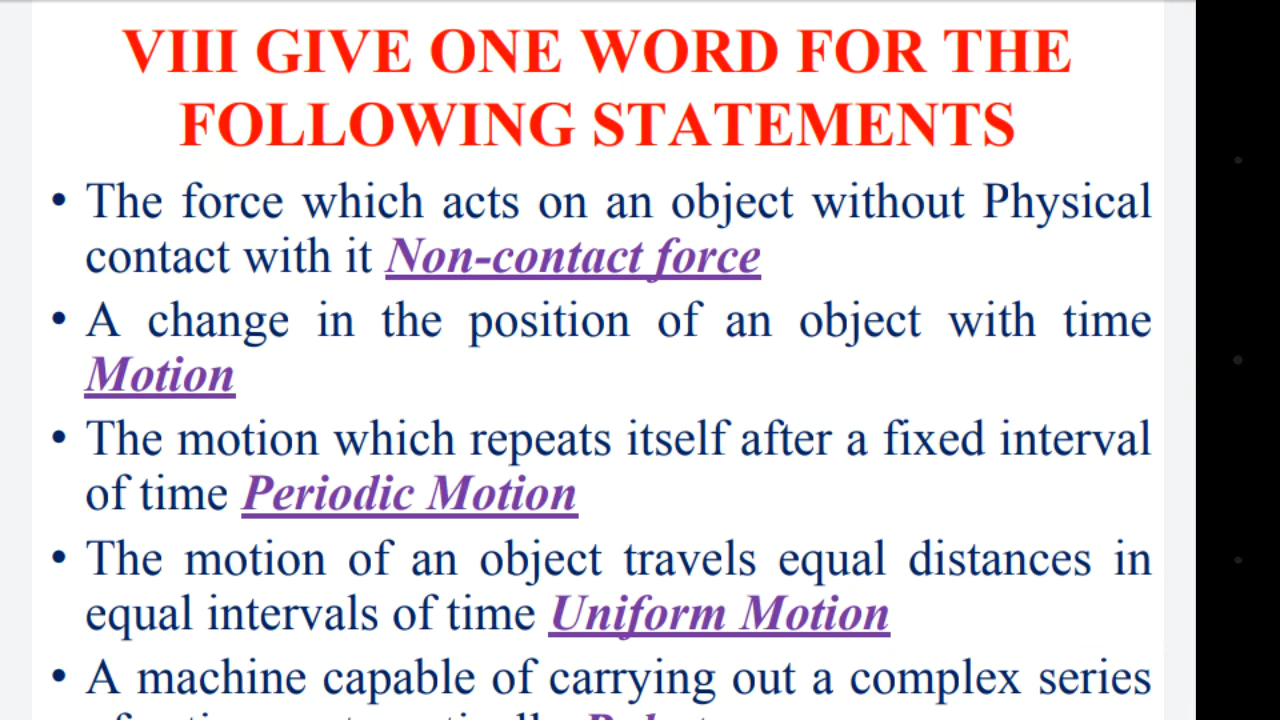 VIII GIVE ONE WORD FOR THE
FOLLOWING STATEMENTS
• The force which acts on an object without Physical
contact with it Non-contact force
• A change in the position of an object with time
Motion
• The motion which repeats itself after a fixed interval
of time Periodic Motion
• The motion of an object travels equal distances in
equal intervals of time Uniform Motion
• A machine capable of carrying out a complex series